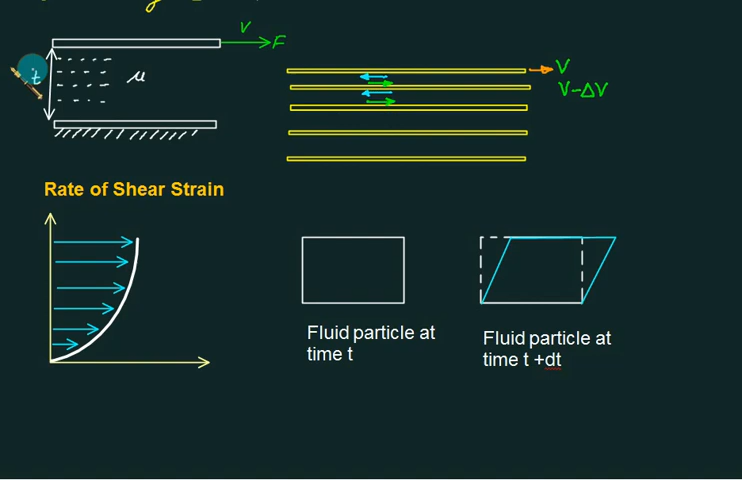 V
F
t
μ
V
V-ΔV
Rate of Shear Strain
Fluid particle at
time t
Fluid particle at
time t +dt